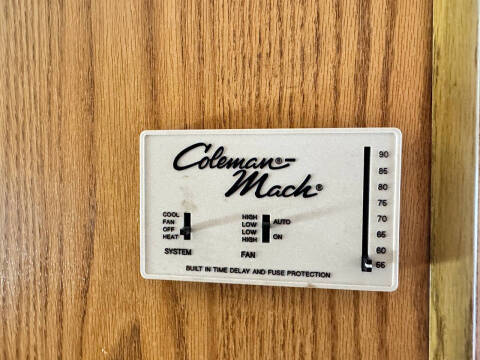 Coleman®-
Mach®
COOL
FAN
OFF
HEAT
SYSTEM
HIGH
LOW
LOW
HIGH
AUTO
ON
FAN
90
85
80
75
70
65
60
55
BUILT IN TIME DELAY AND FUSE PROTECTION